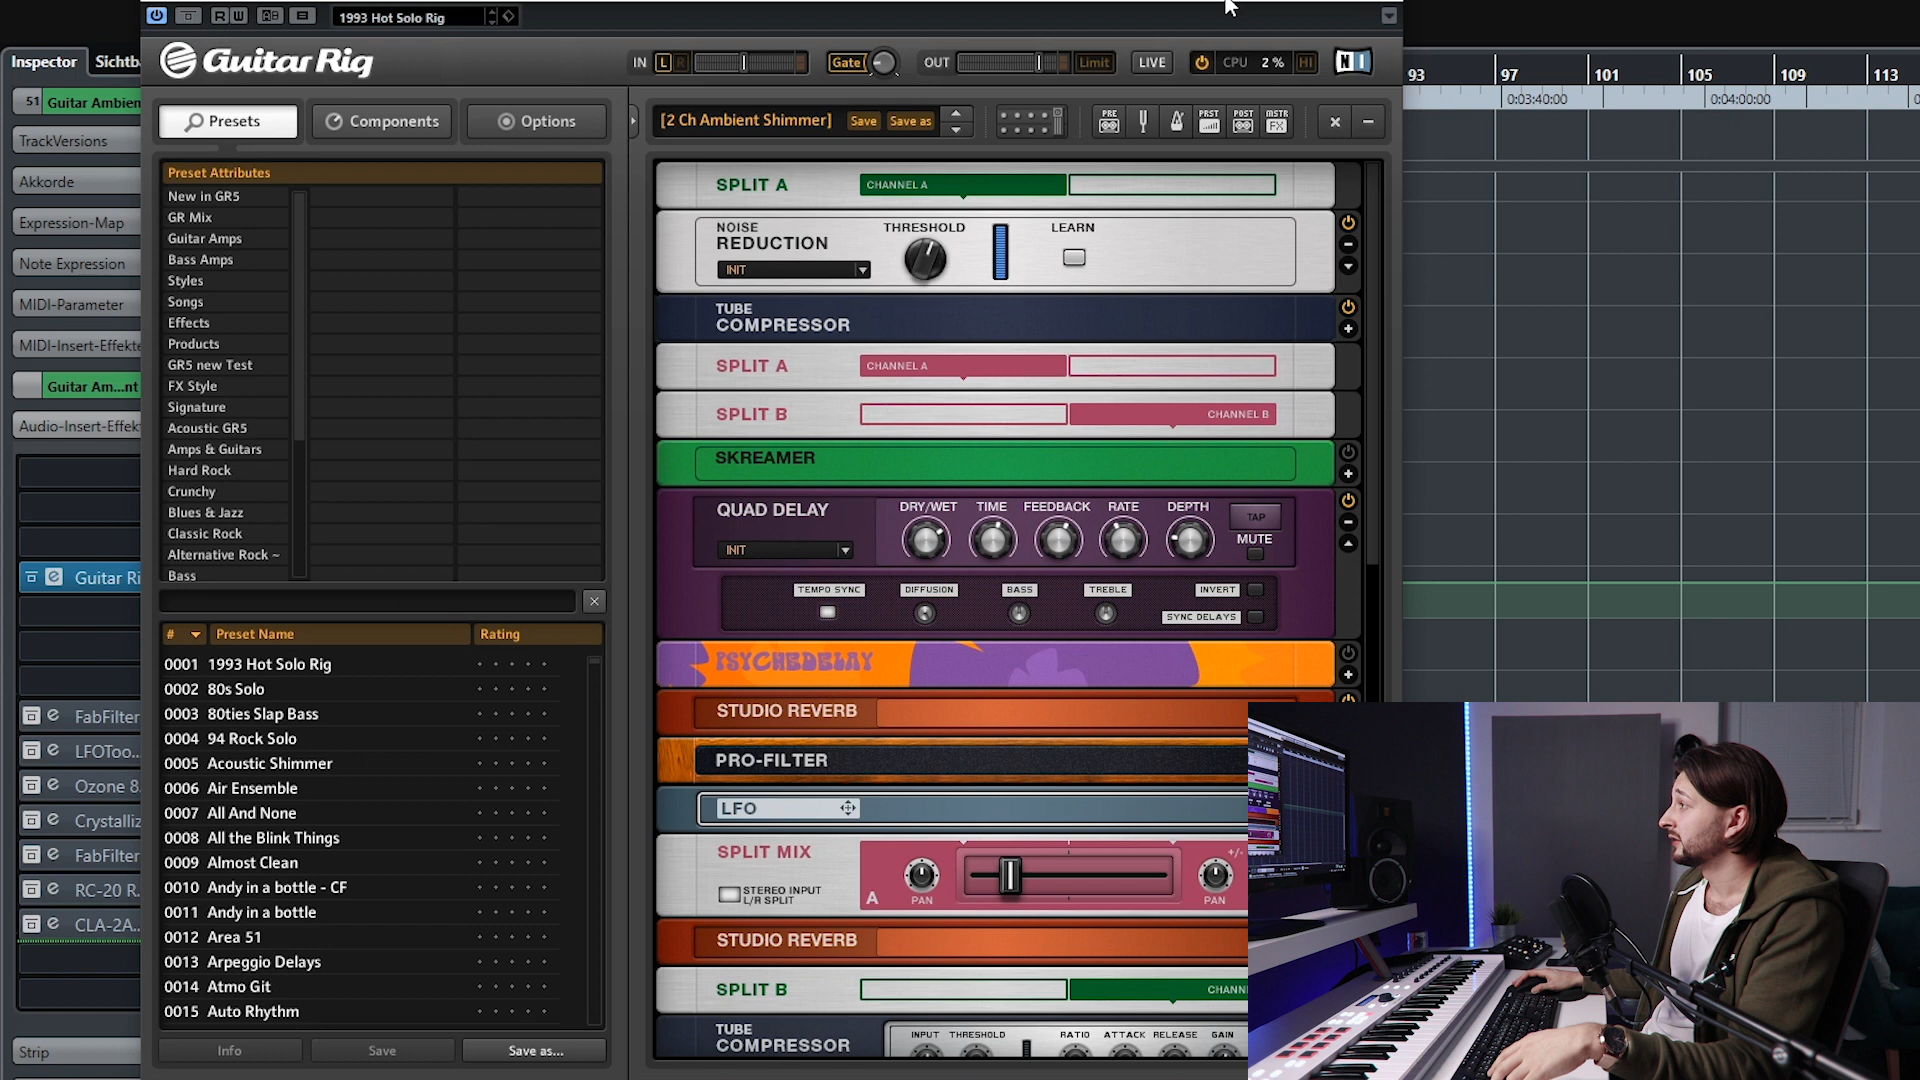 R W
1993 Hot Solo Rig
Inspector
Sichtb
Guitar Rig
IN
L
R
Gate
OUT
Limit
LIVE
CPU
2 %
HI
93
97
101
105
109
113
0:03:40:00
0:04:00:00
51
Guitar Ambien
Presets
Components
Options
[2 Ch Ambient Shimmer]
Save
Save as
PRE
PRST
POST
MSTR
FX
TrackVersions
Akkorde
Expression-Map
Note Expression
MIDI-Parameter
MIDI-Insert-Effekte
Guitar Am...nt
Audio-Insert-Effek
Guitar Ri
FabFilter
LFOToo...
Ozone 8
Crystalliz
FabFilter
RC-20 R.
CLA-2A...
Strip
Preset Attributes
New in GR5
GR Mix
Guitar Amps
Bass Amps
Styles
Songs
Effects
Products
GR5 new Test
FX Style
Signature
Acoustic GR5
Amps & Guitars
Hard Rock
Crunchy
Blues & Jazz
Classic Rock
Alternative Rock ~
Bass
#
Preset Name
Rating
0001 1993 Hot Solo Rig
0002 80s Solo
0003 80ties Slap Bass
0004 94 Rock Solo
0005 Acoustic Shimmer
0006 Air Ensemble
0007 All And None
0008 All the Blink Things
0009 Almost Clean
0010 Andy in a bottle - CF
0011 Andy in a bottle
0012 Area 51
0013 Arpeggio Delays
0014 Atmo Git
0015 Auto Rhythm
Info
Save
Save as...
SPLIT A
CHANNEL A
NOISE
REDUCTION
INIT
THRESHOLD
LEARN
TUBE
COMPRESSOR
SPLIT A
CHANNEL A
SPLIT B
CHANNEL B
SKREAMER
QUAD DELAY
INIT
DRY/WET
TIME
FEEDBACK
RATE
DEPTH
TAP
MUTE
TEMPO SYNC
DIFFUSION
BASS
TREBLE
INVERT
SYNC DELAYS
PSYCHEDELAY
STUDIO REVERB
PRO-FILTER
LFO
SPLIT MIX
STEREO INPUT
L/R SPLIT
A
PAN
PAN
+/-
STUDIO REVERB
SPLIT B
CHANN
TUBE
COMPRESSOR
INPUT
THRESHOLD
RATIO
ATTACK
RELEASE
GAIN